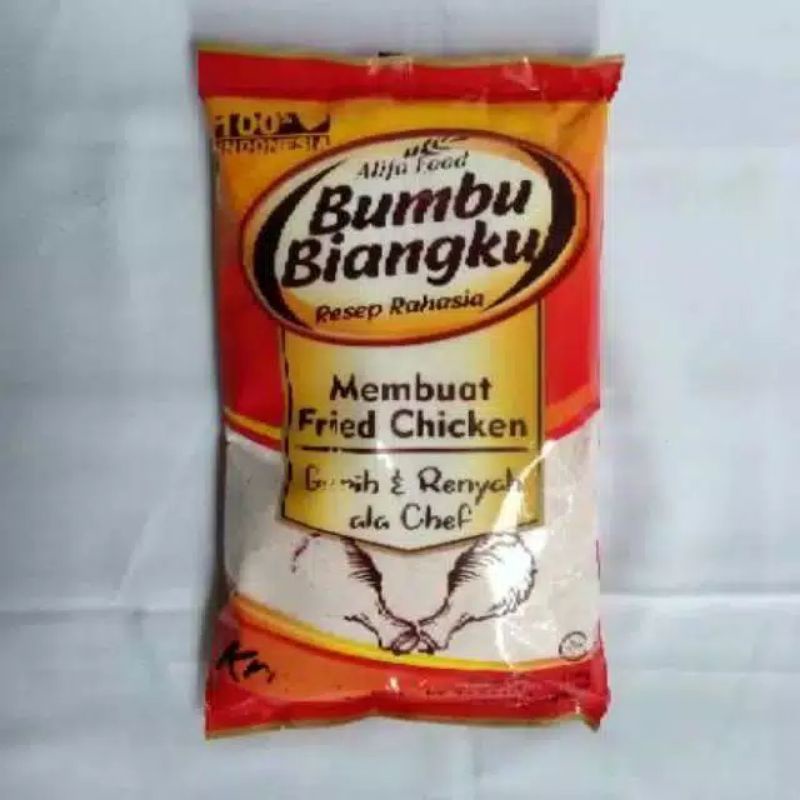 100%
INDONESIA
Alifa Food
Bumbu
Biangku
Resep Rahasia
Membuat
Fried Chicken
& Renyah
ala Chef